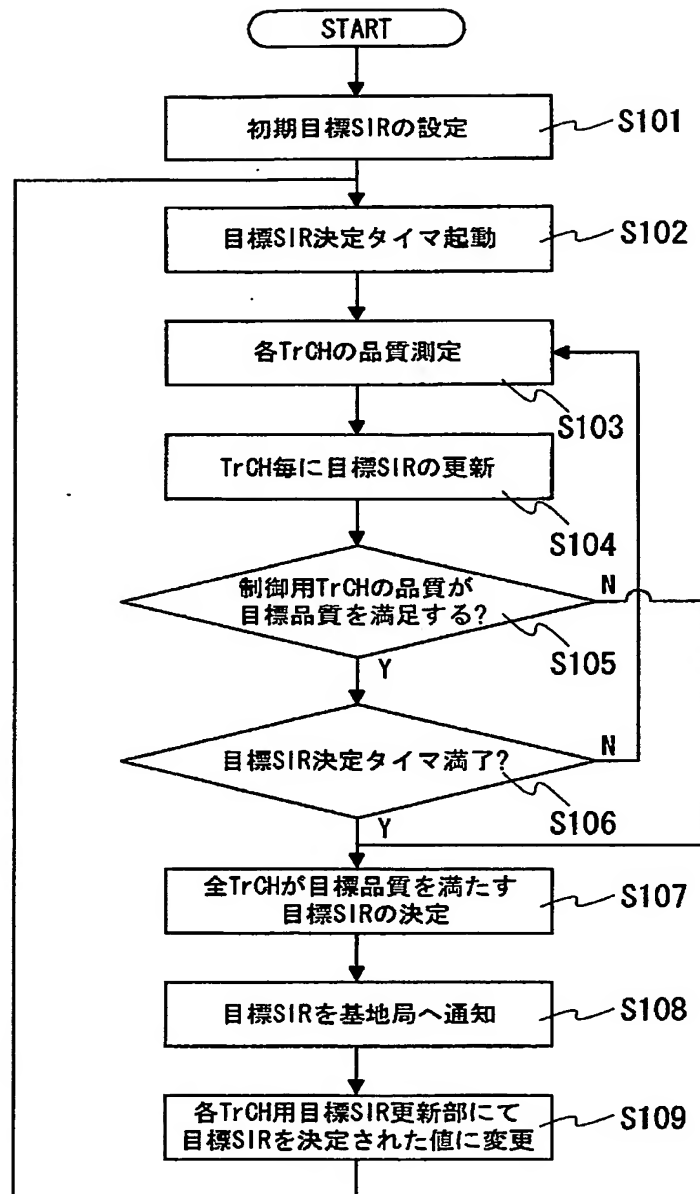 START
初期目標SIRの設定
S101
目標SIR決定タイマ起動
S102
各TrCHの品質測定
S103
TrCH毎に目標SIRの更新
S104
制御用TrCHの品質が
目標品質を満足する?
N
S105
Y
目標SIR決定タイマ満了?
N
S106
Y
全TrCHが目標品質を満たす
目標SIRの決定
S107
目標SIRを基地局へ通知
S108
各TrCH用目標SIR更新部にて
目標SIRを決定された値に変更
S109